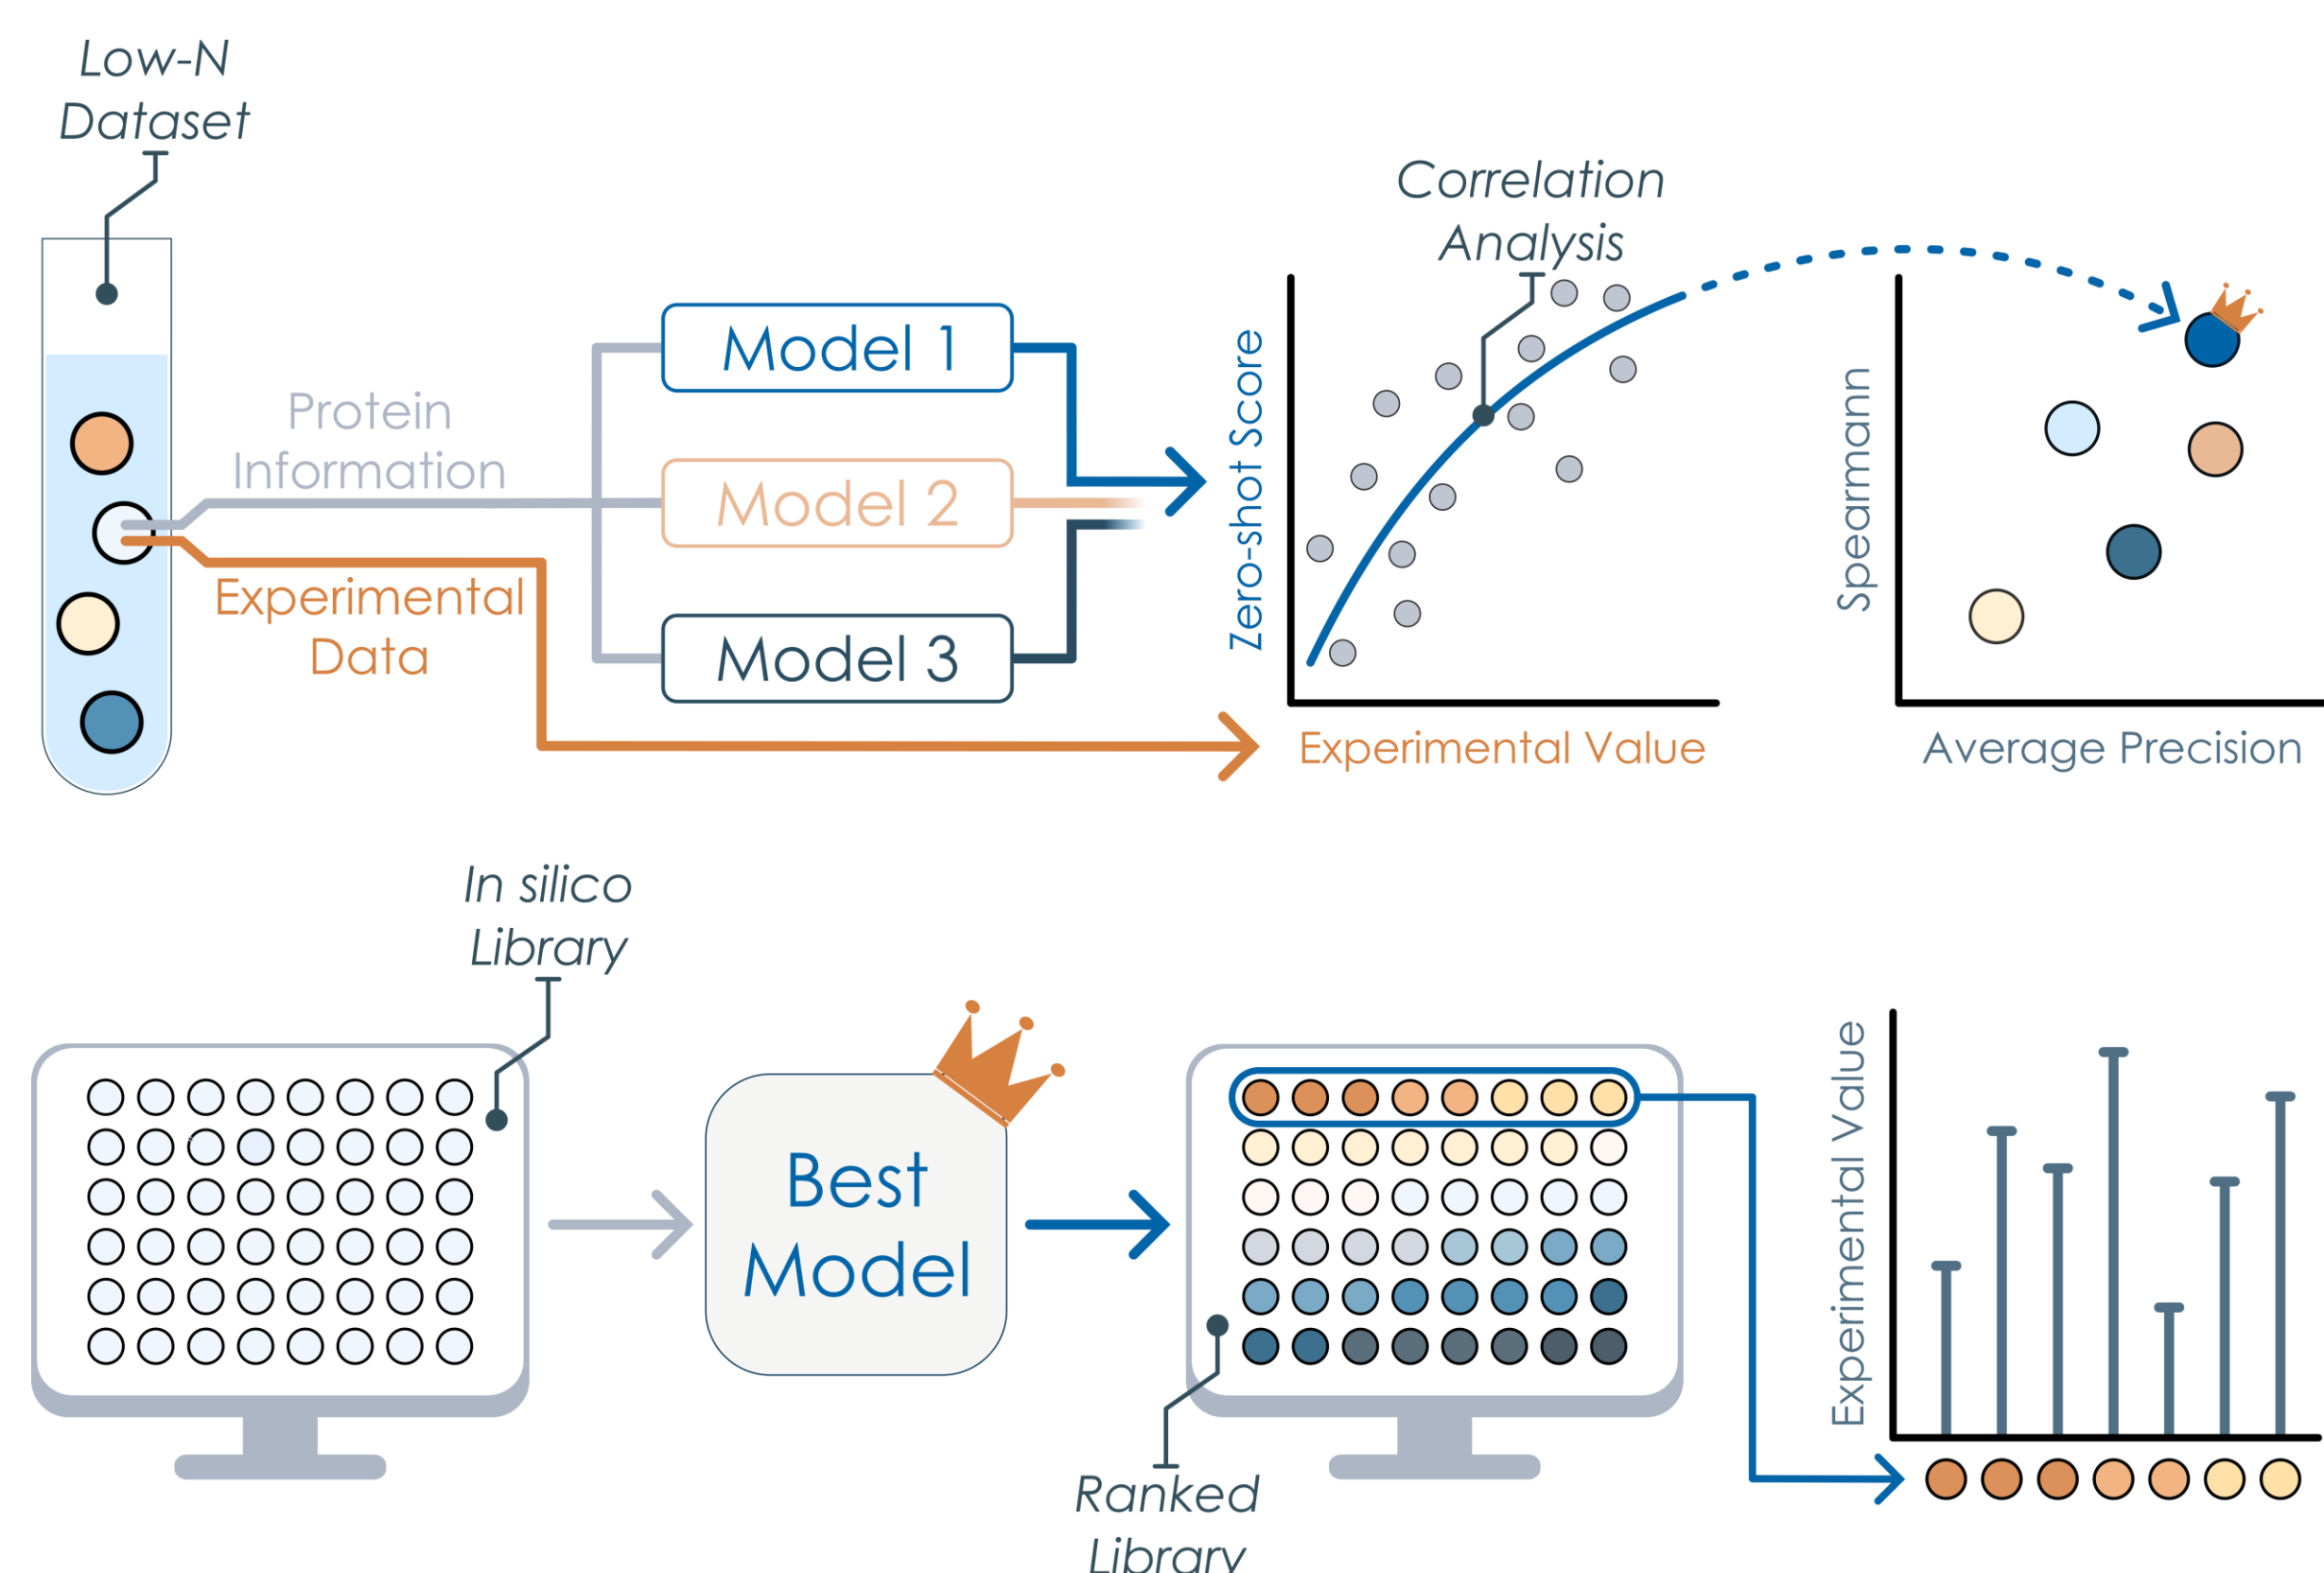 Low-N
Dataset
Protein
Information
Experimental
Data
Model 1
Model 2
Model 3
Correlation
Analysis
Zero-shot Score
Experimental Value
Spearmann
Average Precision
In silico
Library
Best
Model
Ranked
Library
Experimental Value